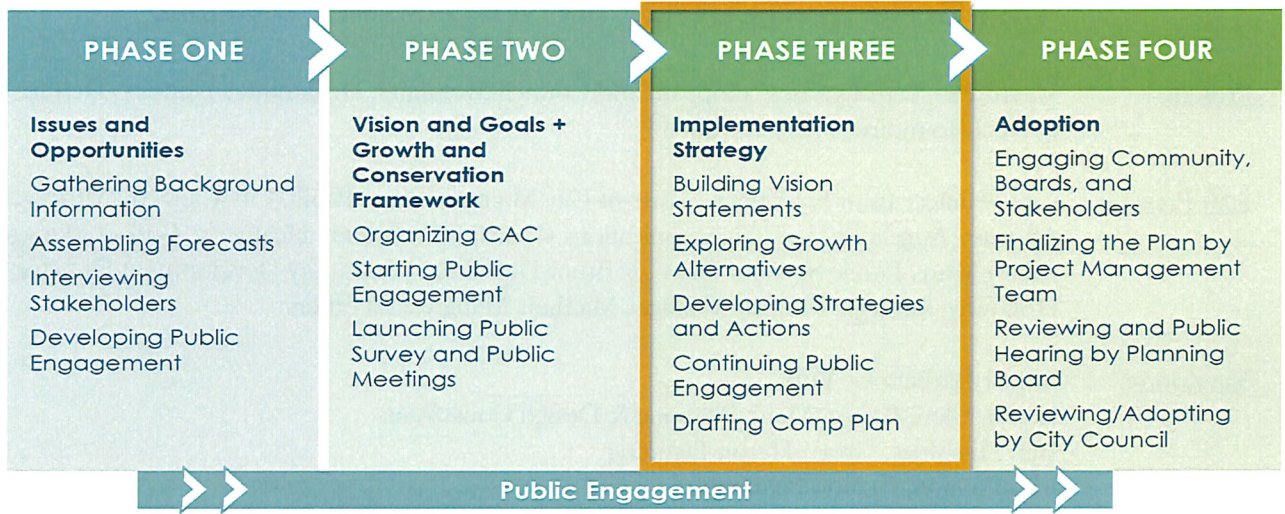 PHASE ONE
Issues and
Opportunities
Gathering Background
Information
Assembling Forecasts
Interviewing
Stakeholders
Developing Public
Engagement
PHASE TWO
Vision and Goals +
Growth and
Conservation
Framework
Organizing CAC
Starting Public
Engagement
Launching Public
Survey and Public
Meetings
PHASE THREE
Implementation
Strategy
Building Vision
Statements
Exploring Growth
Alternatives
Developing Strategies
and Actions
Continuing Public
Engagement
Drafting Comp Plan
PHASE FOUR
Adoption
Engaging Community,
Boards, and
Stakeholders
Finalizing the Plan by
Project Management
Team
Reviewing and Public
Hearing by Planning
Board
Reviewing/Adopting
by City Council
Public Engagement